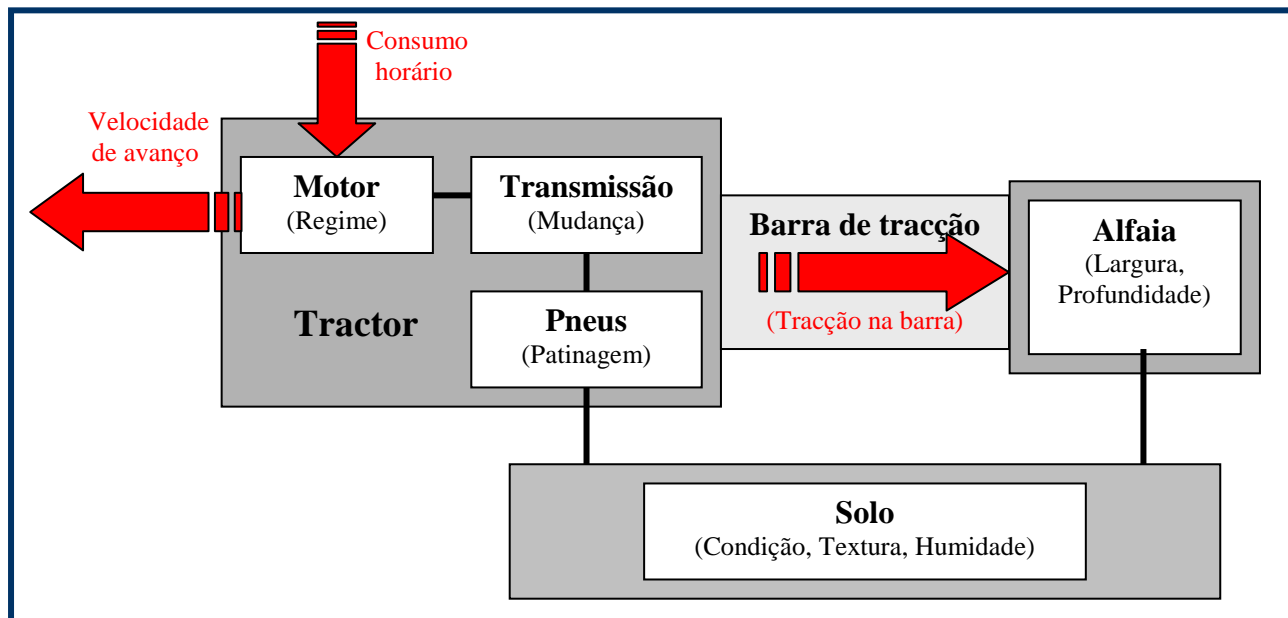 Consumo
horário
Velocidade
de avanço
Motor
(Regime)
Transmissão
(Mudança)
Tractor
Pneus
(Patinagem)
Barra de tracção
(Tracção na barra)
Alfaia
(Largura,
Profundidade)
Solo
(Condição, Textura, Humidade)